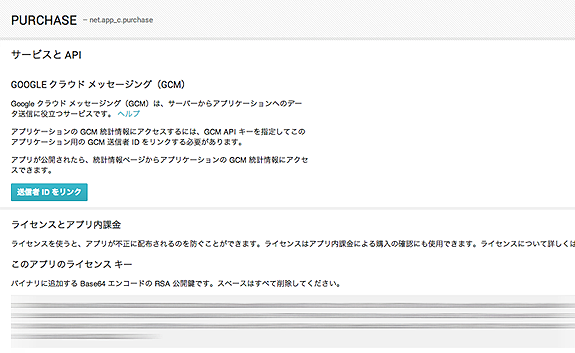 PURCHASE – net.app_c.purchase
サービスと API
GOOGLE クラウド メッセージング（GCM）
Google クラウド メッセージング（GCM）は、サーバーからアプリケーションへのデー
タ送信に役立つサービスです。 ヘルプ
アプリケーションの GCM 統計情報にアクセスするには、GCM API キーを指定してこの
アプリケーション用の GCM 送信者 ID をリンクする必要があります。
アプリが公開されたら、統計情報ページからアプリケーションの GCM 統計情報にアクセ
スできます。
送信者 ID をリンク
ライセンスとアプリ内課金
ライセンスを使うと、アプリが不正に配布されるのを防ぐことができます。ライセンスはアプリ内課金による購入の確認にも使用できます。ライセンスについて詳しくは
このアプリのライセンス キー
バイナリに追加する Base64 エンコードの RSA 公開鍵です。スペースはすべて削除してください。